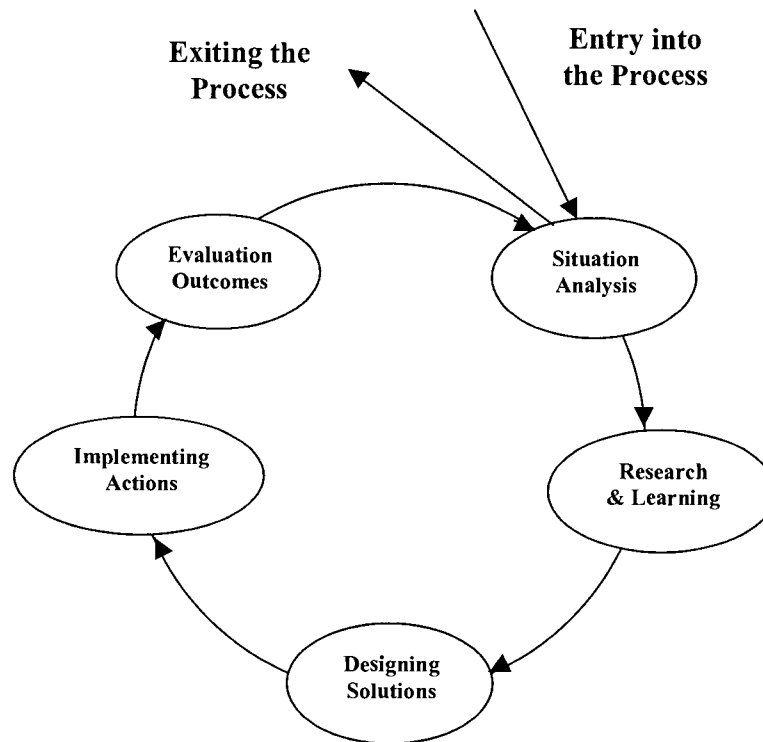 Exiting the
Process
Entry into
the Process
Evaluation
Outcomes
Situation
Analysis
Implementing
Actions
Research
& Learning
Designing
Solutions